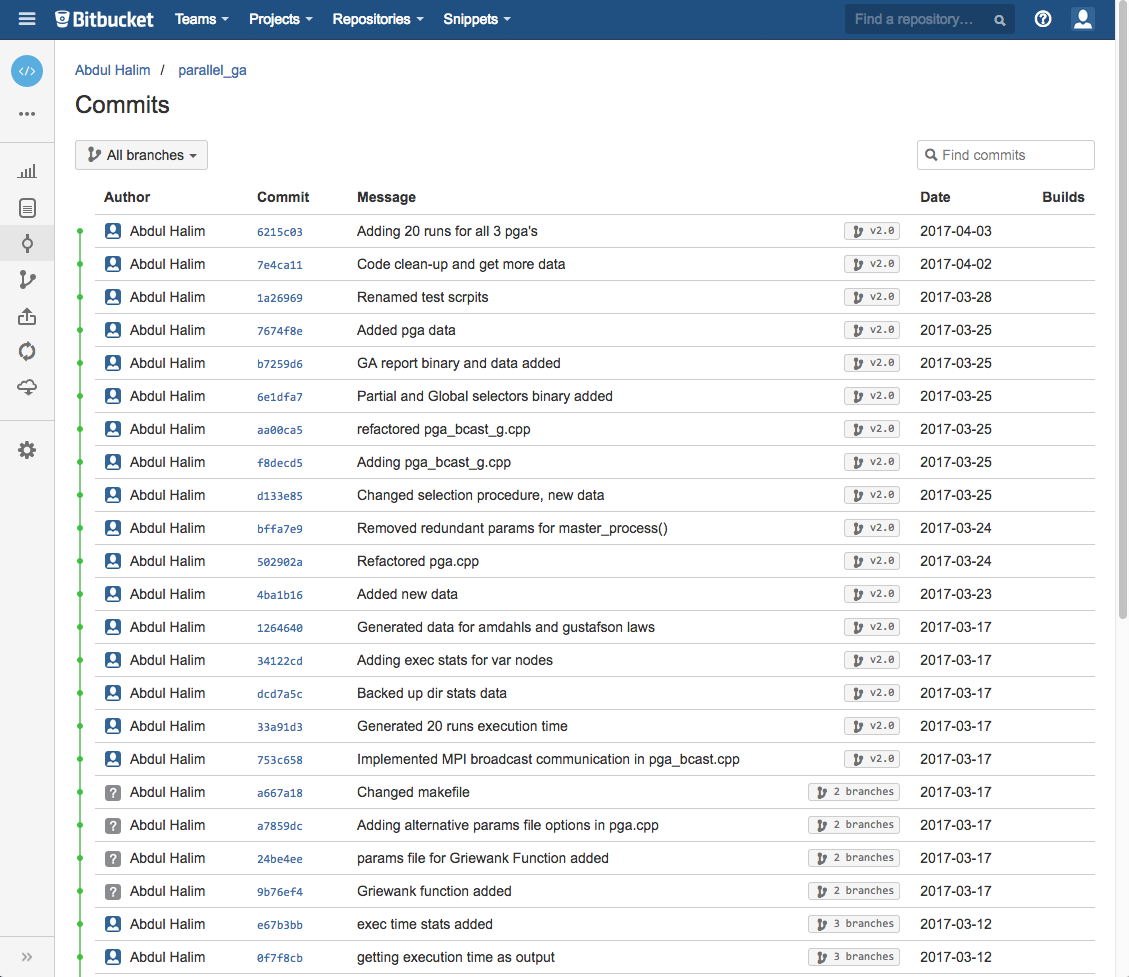 Bitbucket Teams Projects Repositories Snippets Find a repository...
Abdul Halim / parallel_ga
Commits
All branches Find commits
Author Commit Message Date Builds
Abdul Halim 6215c03 Adding 20 runs for all 3 pga's v2.0 2017-04-03
Abdul Halim 7e4ca11 Code clean-up and get more data v2.0 2017-04-02
Abdul Halim 1a26969 Renamed test scrpits v2.0 2017-03-28
Abdul Halim 7674f8e Added pga data v2.0 2017-03-25
Abdul Halim b7259d6 GA report binary and data added v2.0 2017-03-25
Abdul Halim 6e1dfa7 Partial and Global selectors binary added v2.0 2017-03-25
Abdul Halim aa00ca5 refactored pga_bcast_g.cpp v2.0 2017-03-25
Abdul Halim f8decd5 Adding pga_bcast_g.cpp v2.0 2017-03-25
Abdul Halim d133e85 Changed selection procedure, new data v2.0 2017-03-25
Abdul Halim bffa7e9 Removed redundant params for master_process() v2.0 2017-03-24
Abdul Halim 502902a Refactored pga.cpp v2.0 2017-03-24
Abdul Halim 4ba1b16 Added new data v2.0 2017-03-23
Abdul Halim 1264640 Generated data for amdahls and gustafson laws v2.0 2017-03-17
Abdul Halim 34122cd Adding exec stats for var nodes v2.0 2017-03-17
Abdul Halim dcd7a5c Backed up dir stats data v2.0 2017-03-17
Abdul Halim 33a91d3 Generated 20 runs execution time v2.0 2017-03-17
Abdul Halim 753c658 Implemented MPI broadcast communication in pga_bcast.cpp v2.0 2017-03-17
Abdul Halim a667a18 Changed makefile 2 branches 2017-03-17
Abdul Halim a7859dc Adding alternative params file options in pga.cpp 2 branches 2017-03-17
Abdul Halim 24be4ee params file for Griewank Function added 2 branches 2017-03-17
Abdul Halim 9b76ef4 Griewank function added 2 branches 2017-03-17
Abdul Halim e67b3bb exec time stats added 3 branches 2017-03-12
Abdul Halim 0f7f8cb getting execution time as output 3 branches 2017-03-12